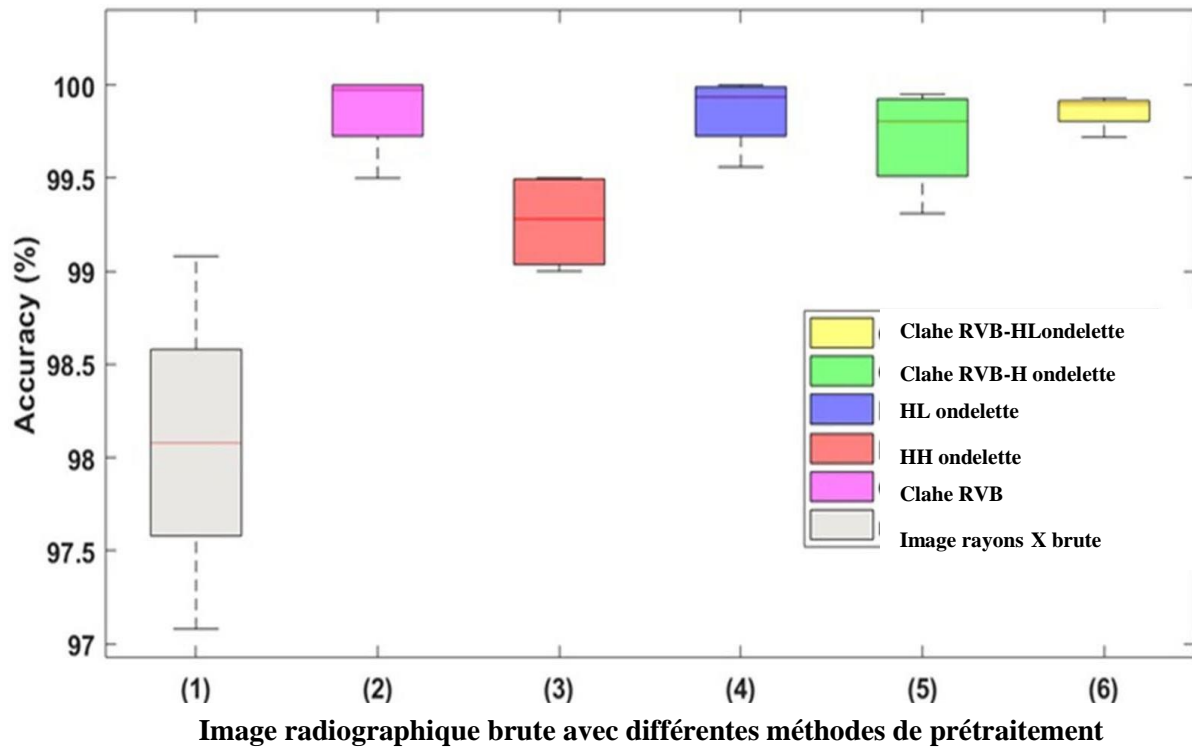 100
99.5
99
98.5
98
97.5
97
Accuracy (%)
Clahe RVB-HLondelette
Clahe RVB-H ondelette
HL ondelette
HH ondelette
Clahe RVB
Image rayons X brute
(1) (2) (3) (4) (5) (6)
Image radiographique brute avec différentes méthodes de prétraitement